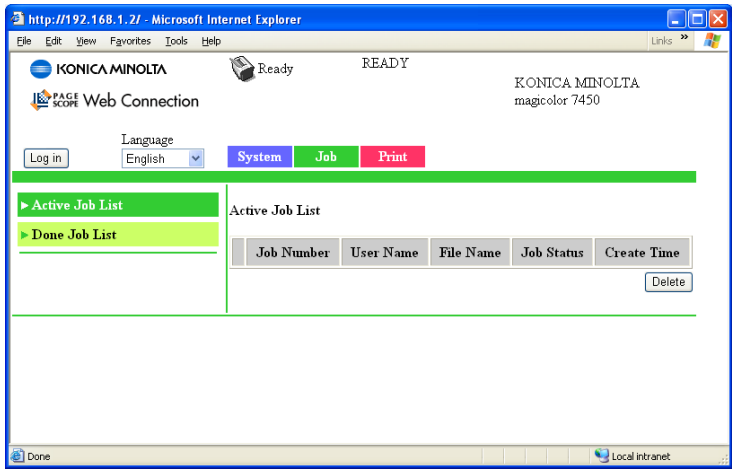 http://192.168.1.2/ - Microsoft Internet Explorer
File Edit View Favorites Tools Help Links »
KONICA MINOLTA
Ready
READY
KONICA MINOLTA
magicolor 7450
PAGE SCOPE Web Connection
Language
Log in English System Job Print
Active Job List
Done Job List
Active Job List
Job Number User Name File Name Job Status Create Time
Delete
Done Local intranet